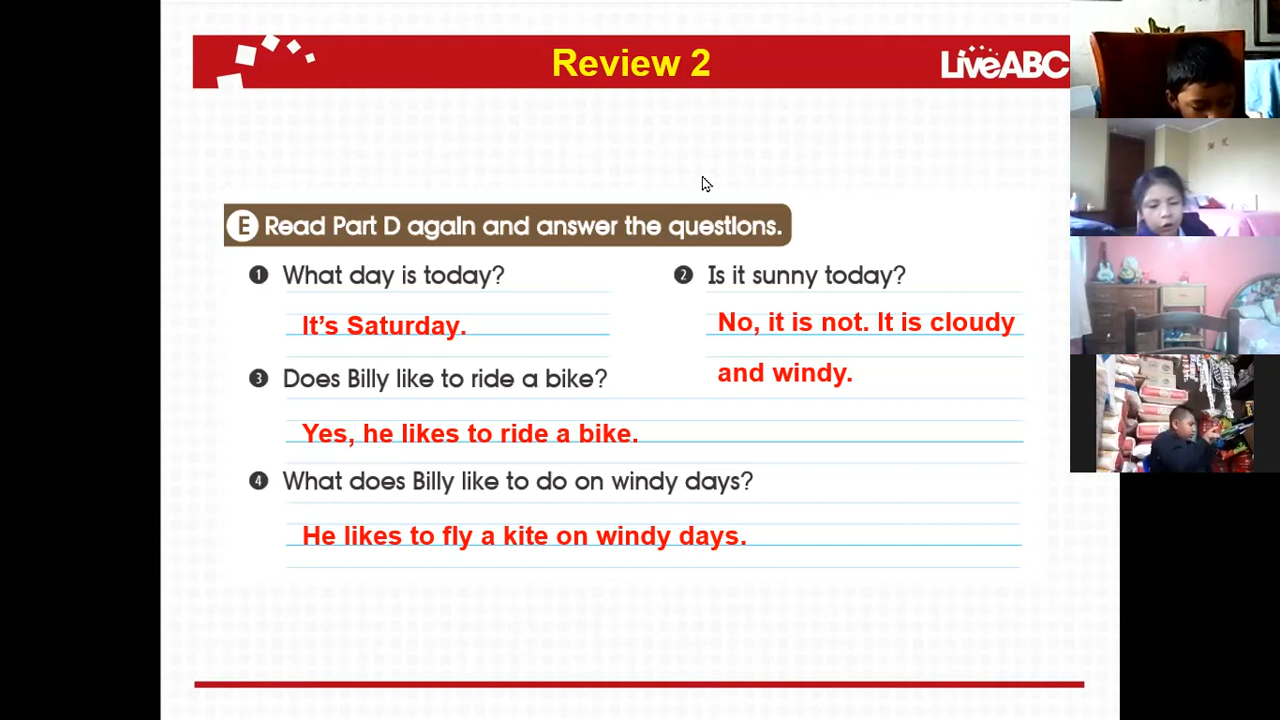 Review 2
LiveABC
E Read Part D again and answer the questions.
1 What day is today?
It's Saturday.
2 Is it sunny today?
No, it is not. It is cloudy
and windy.
3 Does Billy like to ride a bike?
Yes, he likes to ride a bike.
4 What does Billy like to do on windy days?
He likes to fly a kite on windy days.